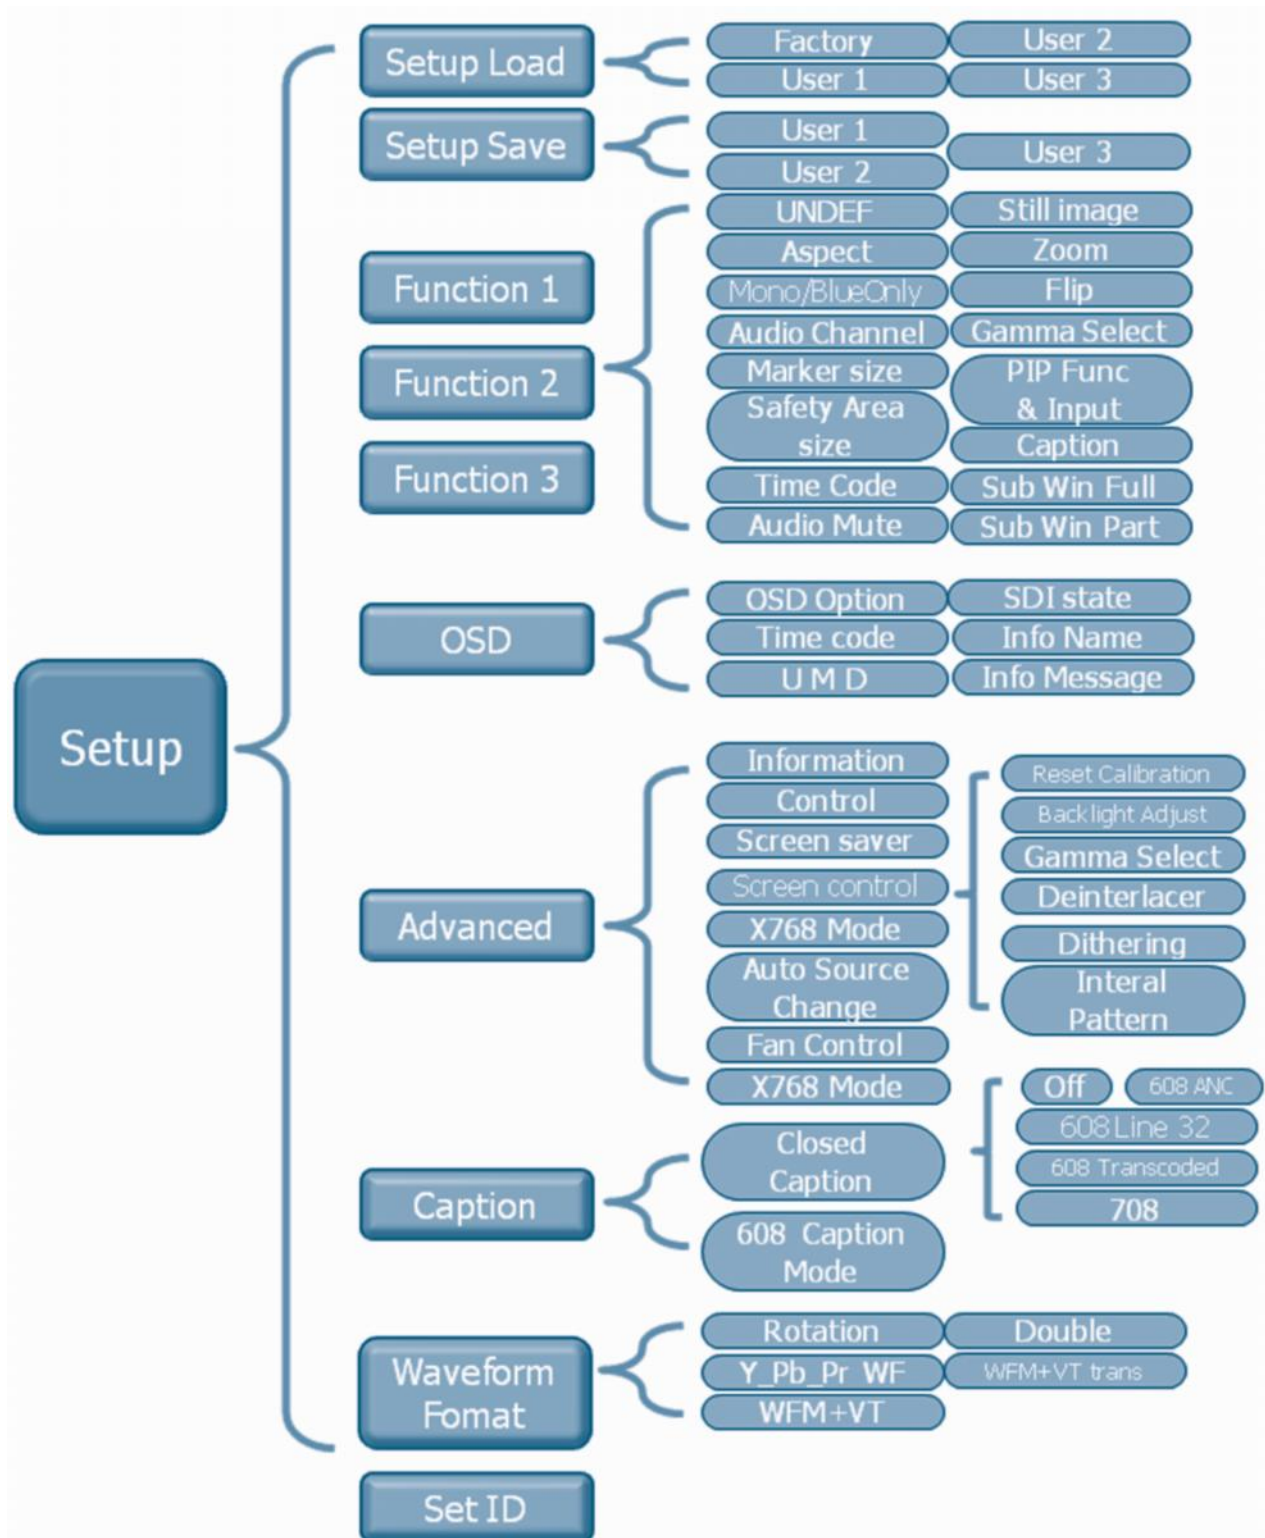 Setup
Setup Load
Factory
User 2
User 1
User 3
Setup Save
User 1
User 2
User 3
Function 1
Function 2
Function 3
UNDEF
Still image
Aspect
Zoom
Mono/BlueOnly
Flip
Audio Channel
Gamma Select
Marker size
PIP Func
& Input
Safety Area
size
Caption
Time Code
Sub Win Full
Audio Mute
Sub Win Part
OSD
OSD Option
SDI state
Time code
Info Name
U M D
Info Message
Advanced
Information
Control
Screen saver
Screen control
Reset Calibration
Backlight Adjust
Gamma Select
Deinterlacer
Dithering
Interal
Pattern
X768 Mode
Auto Source
Change
Fan Control
X768 Mode
Caption
Closed
Caption
Off
608 ANC
608 Line 32
608 Transcoded
708
608 Caption
Mode
Waveform
Fomat
Rotation
Double
Y_Pb_Pr WF
WFM+VT trans
WFM+VT
Set ID